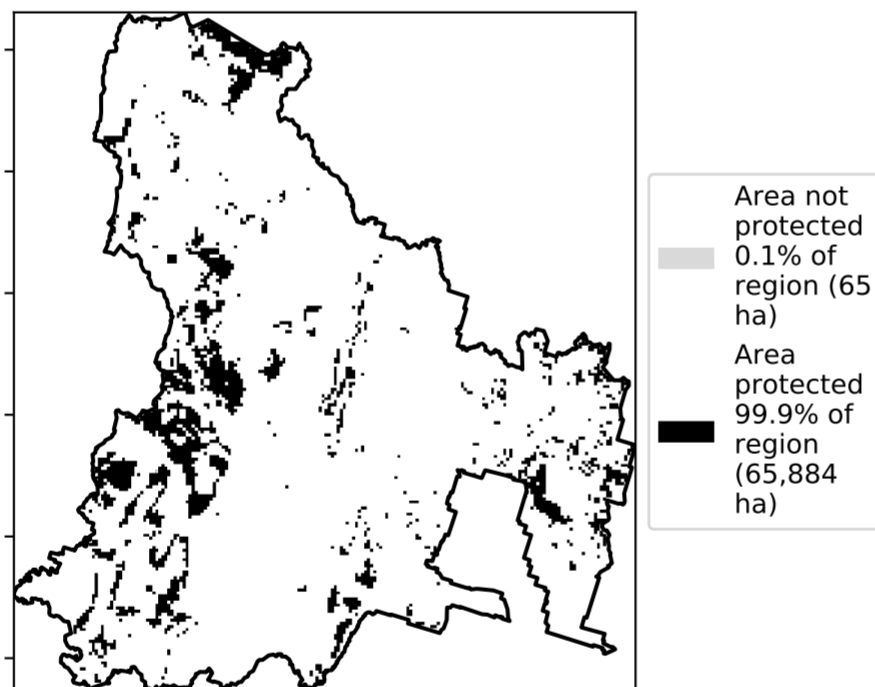 Area not
protected
0.1% of
region (65
ha)
Area
protected
99.9% of
region
(65,884
ha)